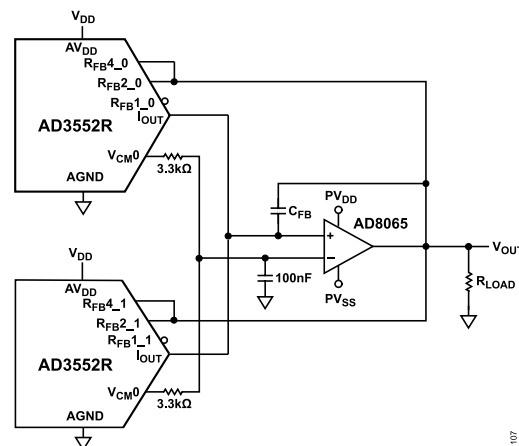 VDD
AVDD
RFB4_0
RFB2_0
RFB1_0
IOUT
AD3552R
VCM0
3.3kΩ
AGND
CFB
PVDD
AD8065
+
−
100nF
PVSS
VOUT
RLOAD
VDD
AVDD
RFB4_1
RFB2_1
RFB1_1
IOUT
AD3552R
VCM0
3.3kΩ
AGND
107